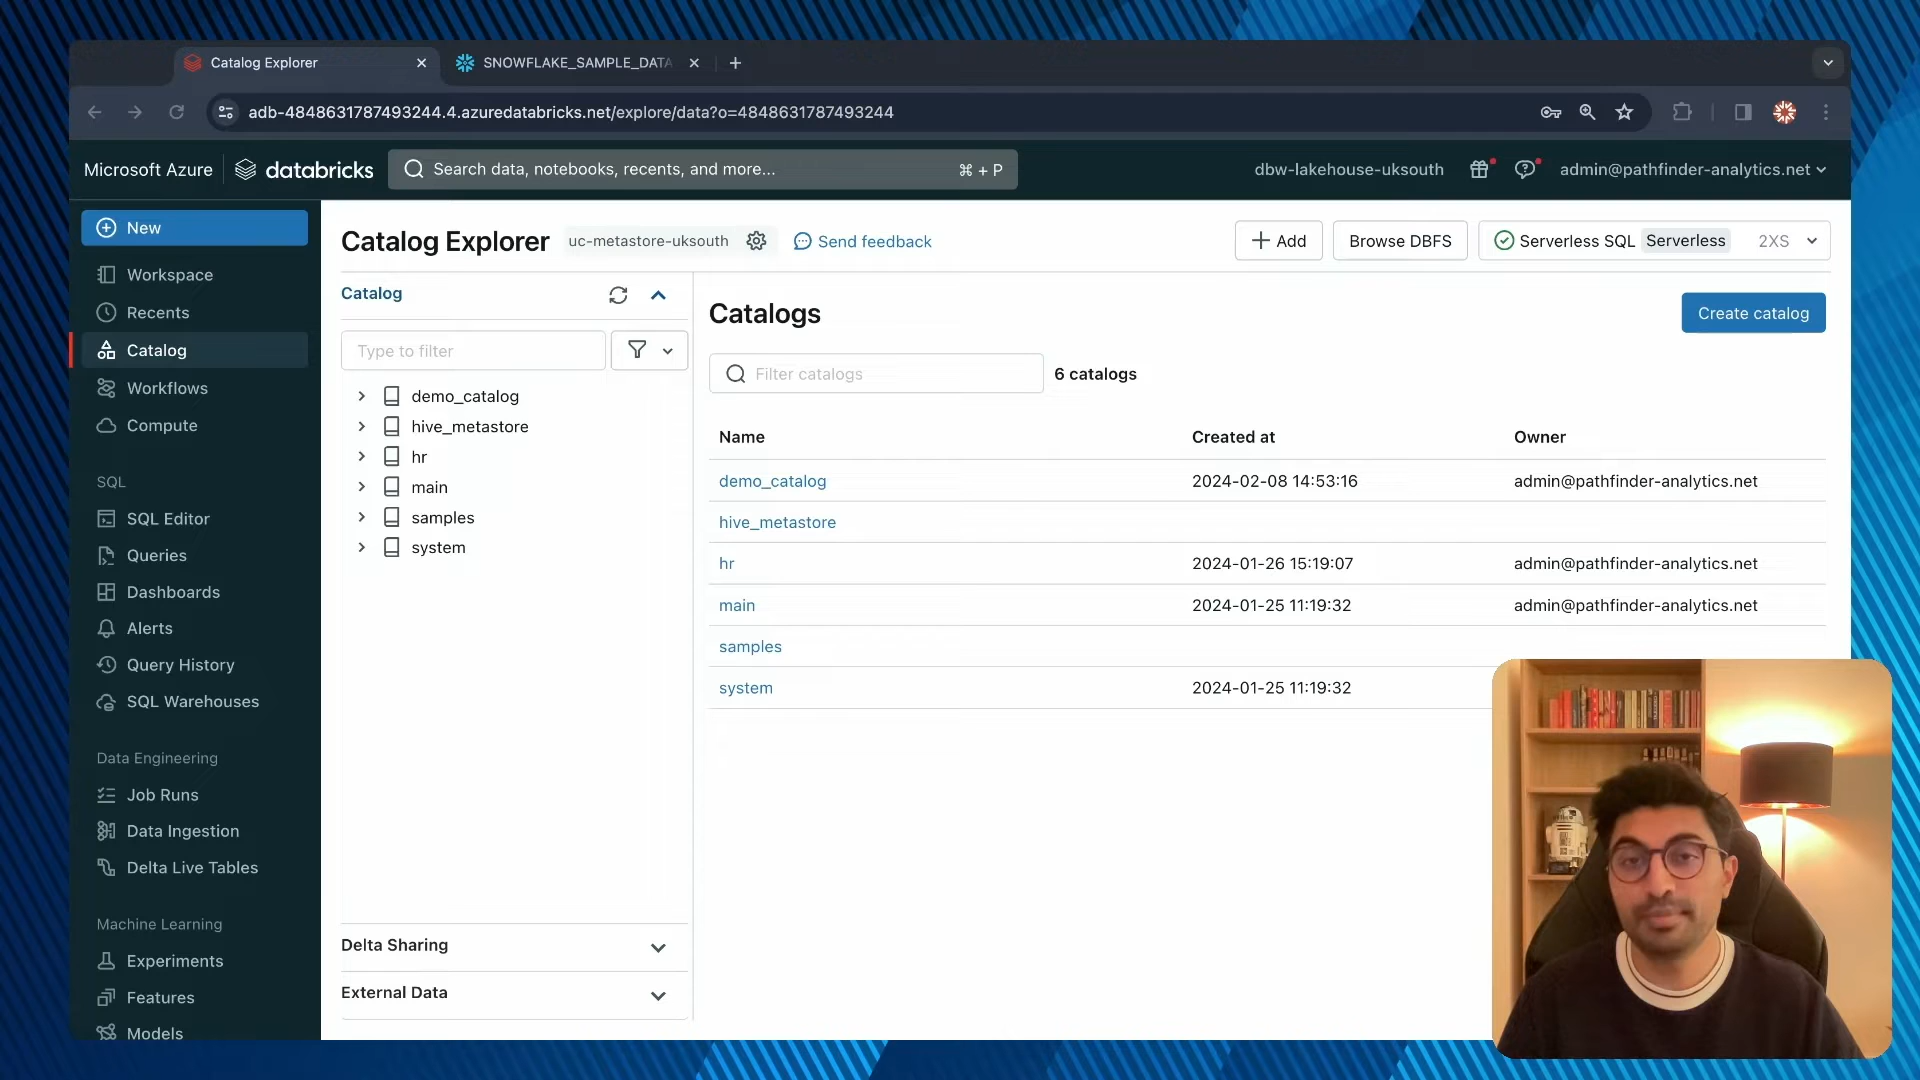 Catalog Explorer
SNOWFLAKE_SAMPLE_DATA
adb-4848631787493244.4.azuredatabricks.net/explore/data?o=4848631787493244
Microsoft Azure
databricks
Search data, notebooks, recents, and more...
⌘ + P
dbw-lakehouse-uksouth
admin@pathfinder-analytics.net
New
Workspace
Recents
Catalog
Workflows
Compute
SQL
SQL Editor
Queries
Dashboards
Alerts
Query History
SQL Warehouses
Data Engineering
Job Runs
Data Ingestion
Delta Live Tables
Machine Learning
Experiments
Features
Models
Catalog Explorer
uc-metastore-uksouth
Send feedback
Add
Browse DBFS
Serverless SQL Serverless 2XS
Catalog
Type to filter
demo_catalog
hive_metastore
hr
main
samples
system
Delta Sharing
External Data
Catalogs
Create catalog
Filter catalogs
6 catalogs
Name Created at Owner
demo_catalog 2024-02-08 14:53:16 admin@pathfinder-analytics.net
hive_metastore
hr 2024-01-26 15:19:07 admin@pathfinder-analytics.net
main 2024-01-25 11:19:32 admin@pathfinder-analytics.net
samples
system 2024-01-25 11:19:32